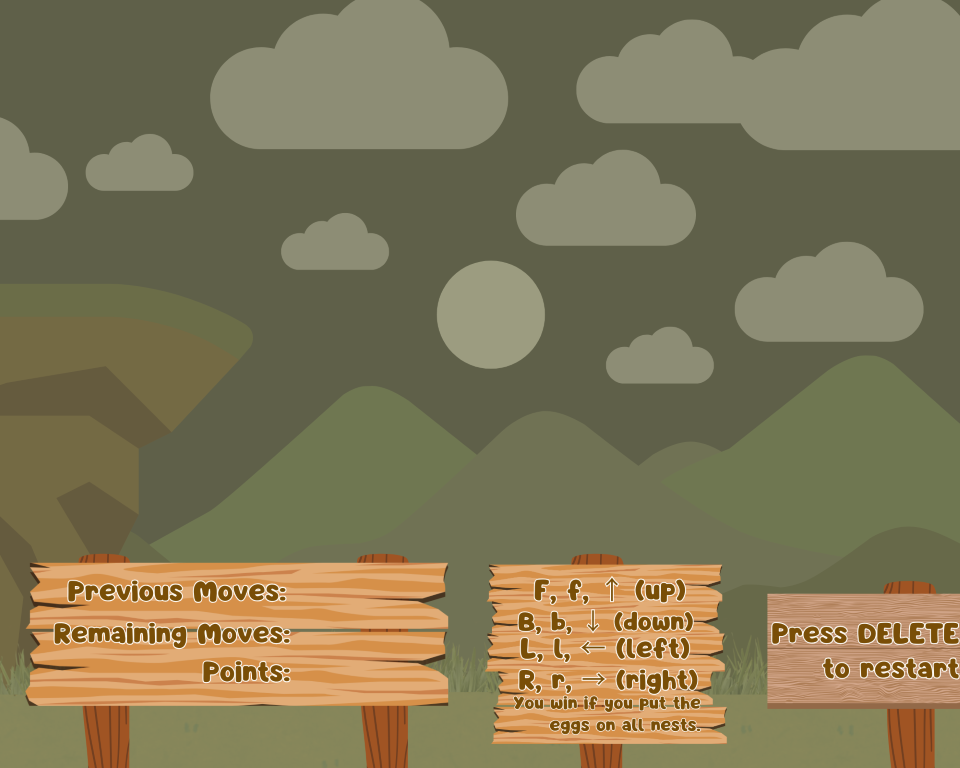 Previous Moves:
Remaining Moves:
Points:
F, f, ↑ (up)
B, b, ↓ (down)
L, l, ← (left)
R, r, → (right)
You win if you put the
eggs on all nests.
Press DELETE
to restart